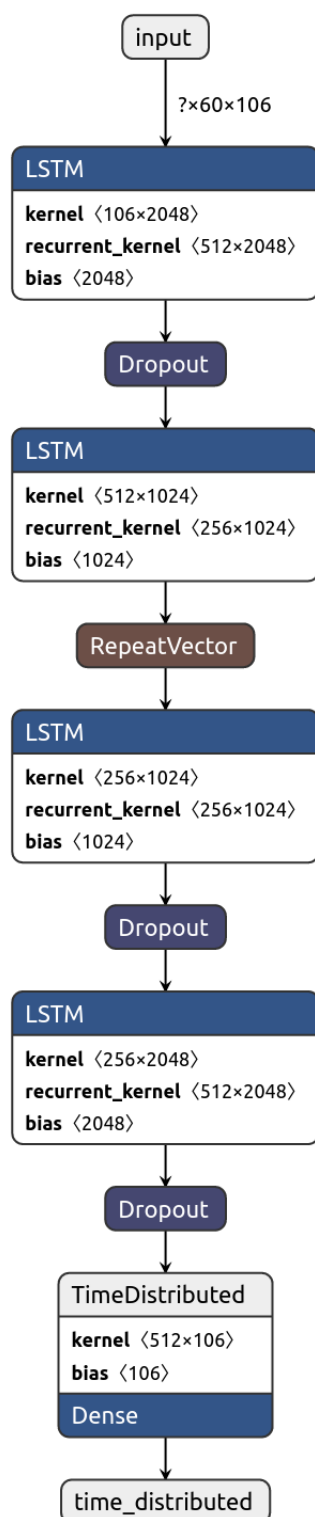 input
?×60×106
LSTM
kernel 〈106×2048〉
recurrent_kernel 〈512×2048〉
bias 〈2048〉
Dropout
LSTM
kernel 〈512×1024〉
recurrent_kernel 〈256×1024〉
bias 〈1024〉
RepeatVector
LSTM
kernel 〈256×1024〉
recurrent_kernel 〈256×1024〉
bias 〈1024〉
Dropout
LSTM
kernel 〈256×2048〉
recurrent_kernel 〈512×2048〉
bias 〈2048〉
Dropout
TimeDistributed
kernel 〈512×106〉
bias 〈106〉
Dense
time_distributed